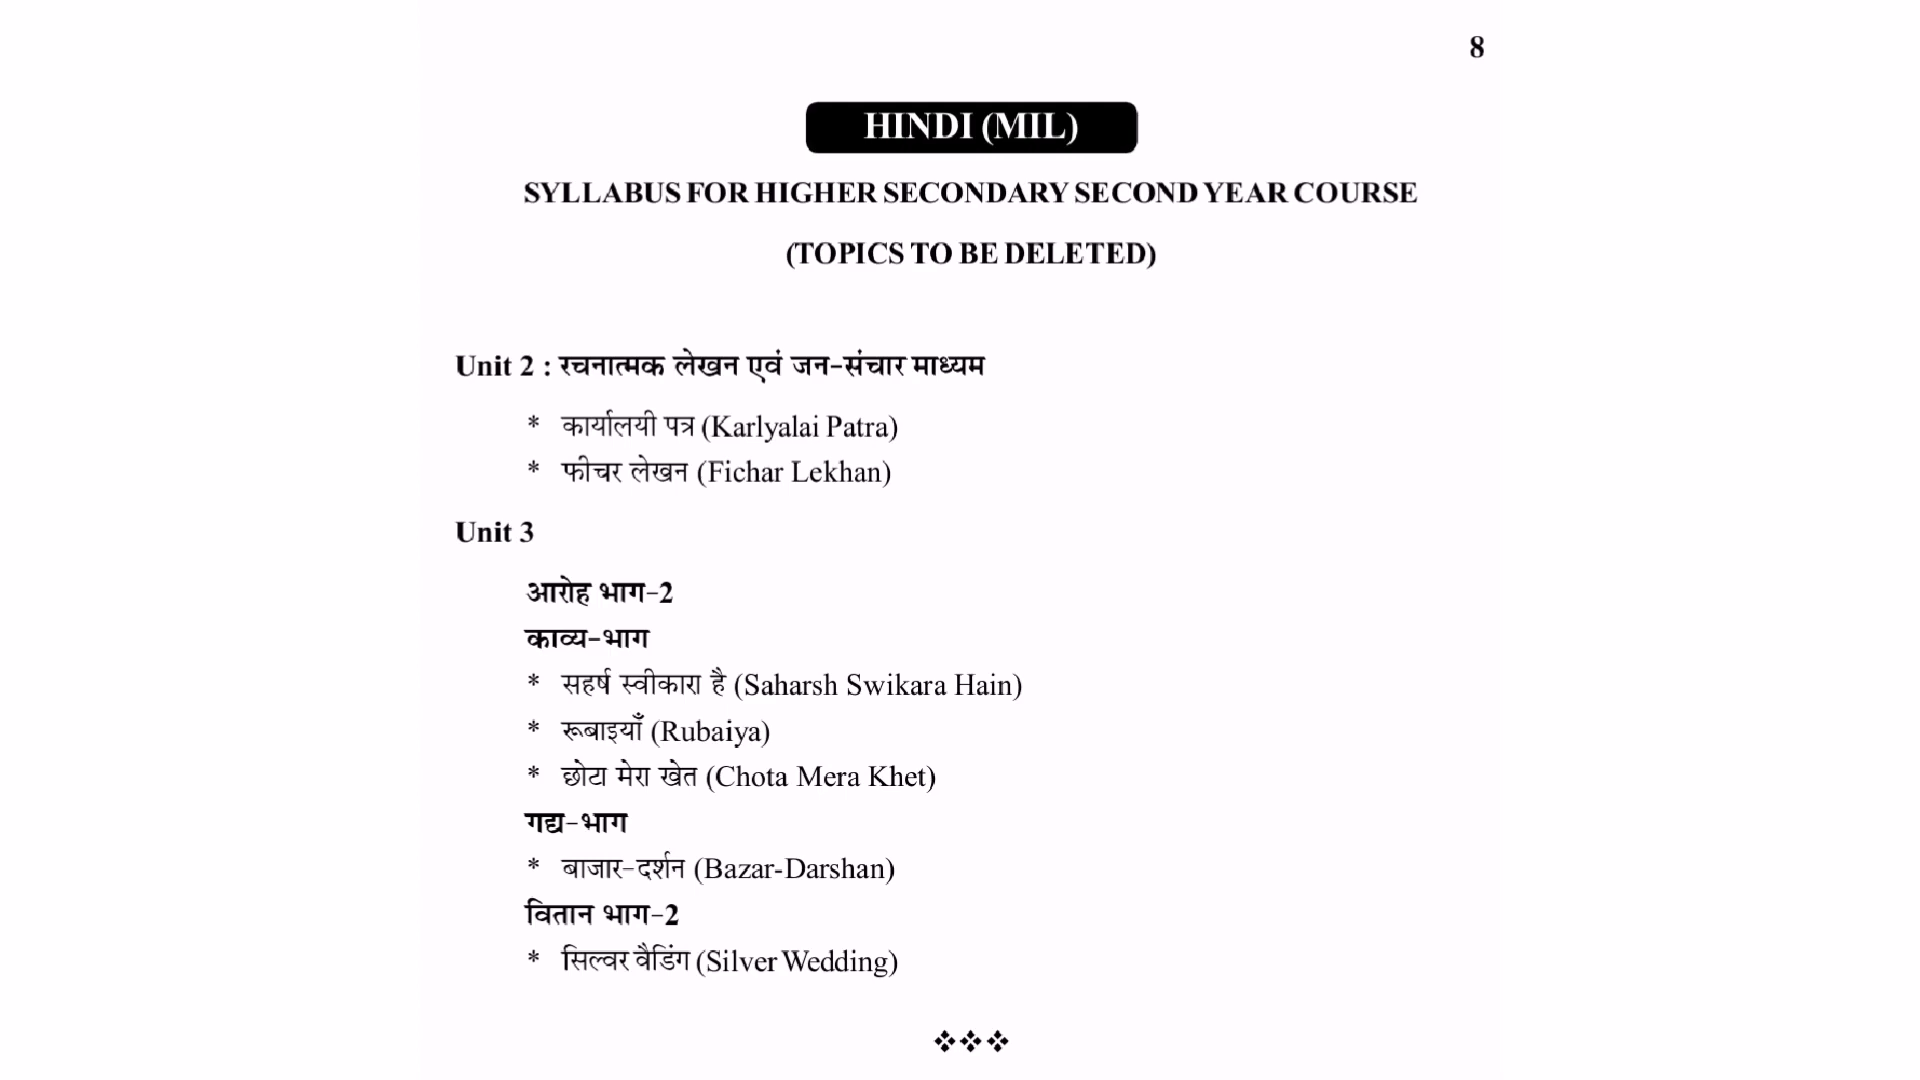 8
HINDI (MIL)
SYLLABUS FOR HIGHER SECONDARY SECOND YEAR COURSE
(TOPICS TO BE DELETED)
Unit 2 : रचनात्मक लेखन एवं जन-संचार माध्यम
* कार्यालयी पत्र (Karlyalai Patra)
* फीचर लेखन (Fichar Lekhan)
Unit 3
आरोह भाग-2
काव्य-भाग
* सहर्ष स्वीकारा है (Saharsh Swikara Hain)
* रूबाइयाँ (Rubaiya)
* छोटा मेरा खेत (Chota Mera Khet)
गद्य-भाग
* बाजार-दर्शन (Bazar-Darshan)
वितान भाग-2
* सिल्वर वैडिंग (Silver Wedding)